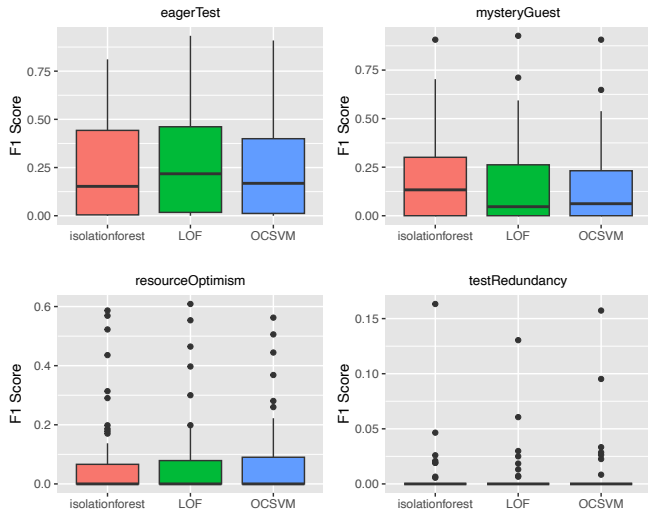 eagerTest
F1 Score
0.75
0.50
0.25
0.00
isolationforest LOF OCSVM
mysteryGuest
F1 Score
0.75
0.50
0.25
0.00
isolationforest LOF OCSVM
resourceOptimism
F1 Score
0.6
0.4
0.2
0.0
isolationforest LOF OCSVM
testRedundancy
F1 Score
0.15
0.10
0.05
0.00
isolationforest LOF OCSVM